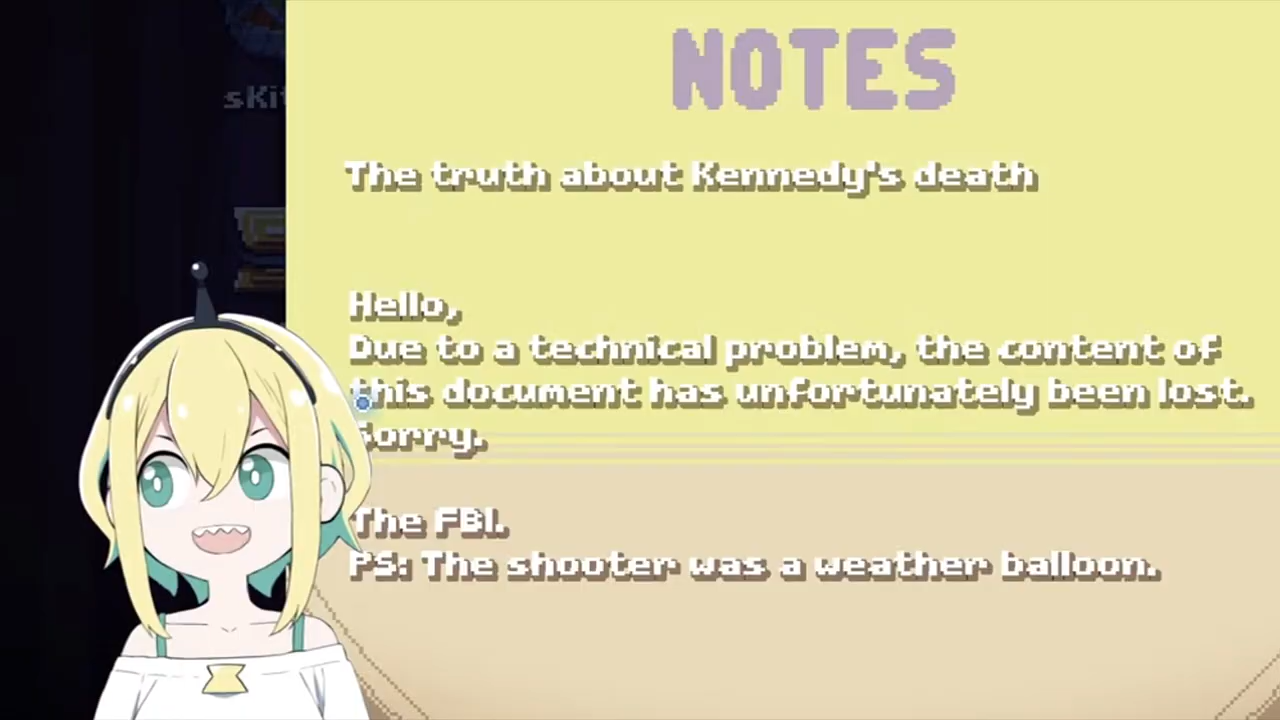 NOTES
The truth about Kennedy's death
Hello,
Due to a technical problem, the content of
this document has unfortunately been lost.
Sorry.
The FBI.
PS: The shooter was a weather balloon.